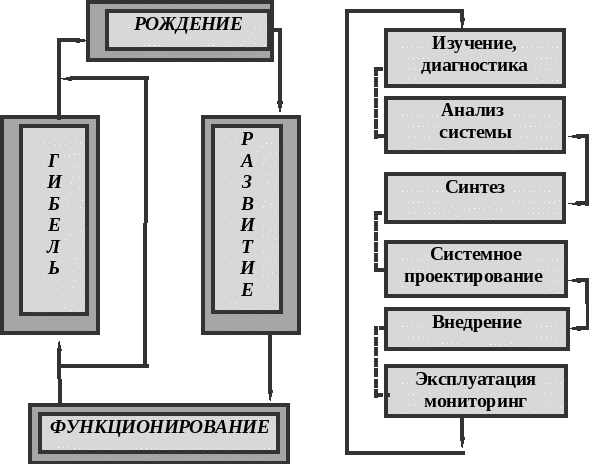 РОЖДЕНИЕ
Г
И
Б
Е
Л
Ь
Р
А
З
В
И
Т
И
Е
ФУНКЦИОНИРОВАНИЕ
Изучение,
диагностика
Анализ
системы
Синтез
Системное
проектирование
Внедрение
Эксплуатация
мониторинг